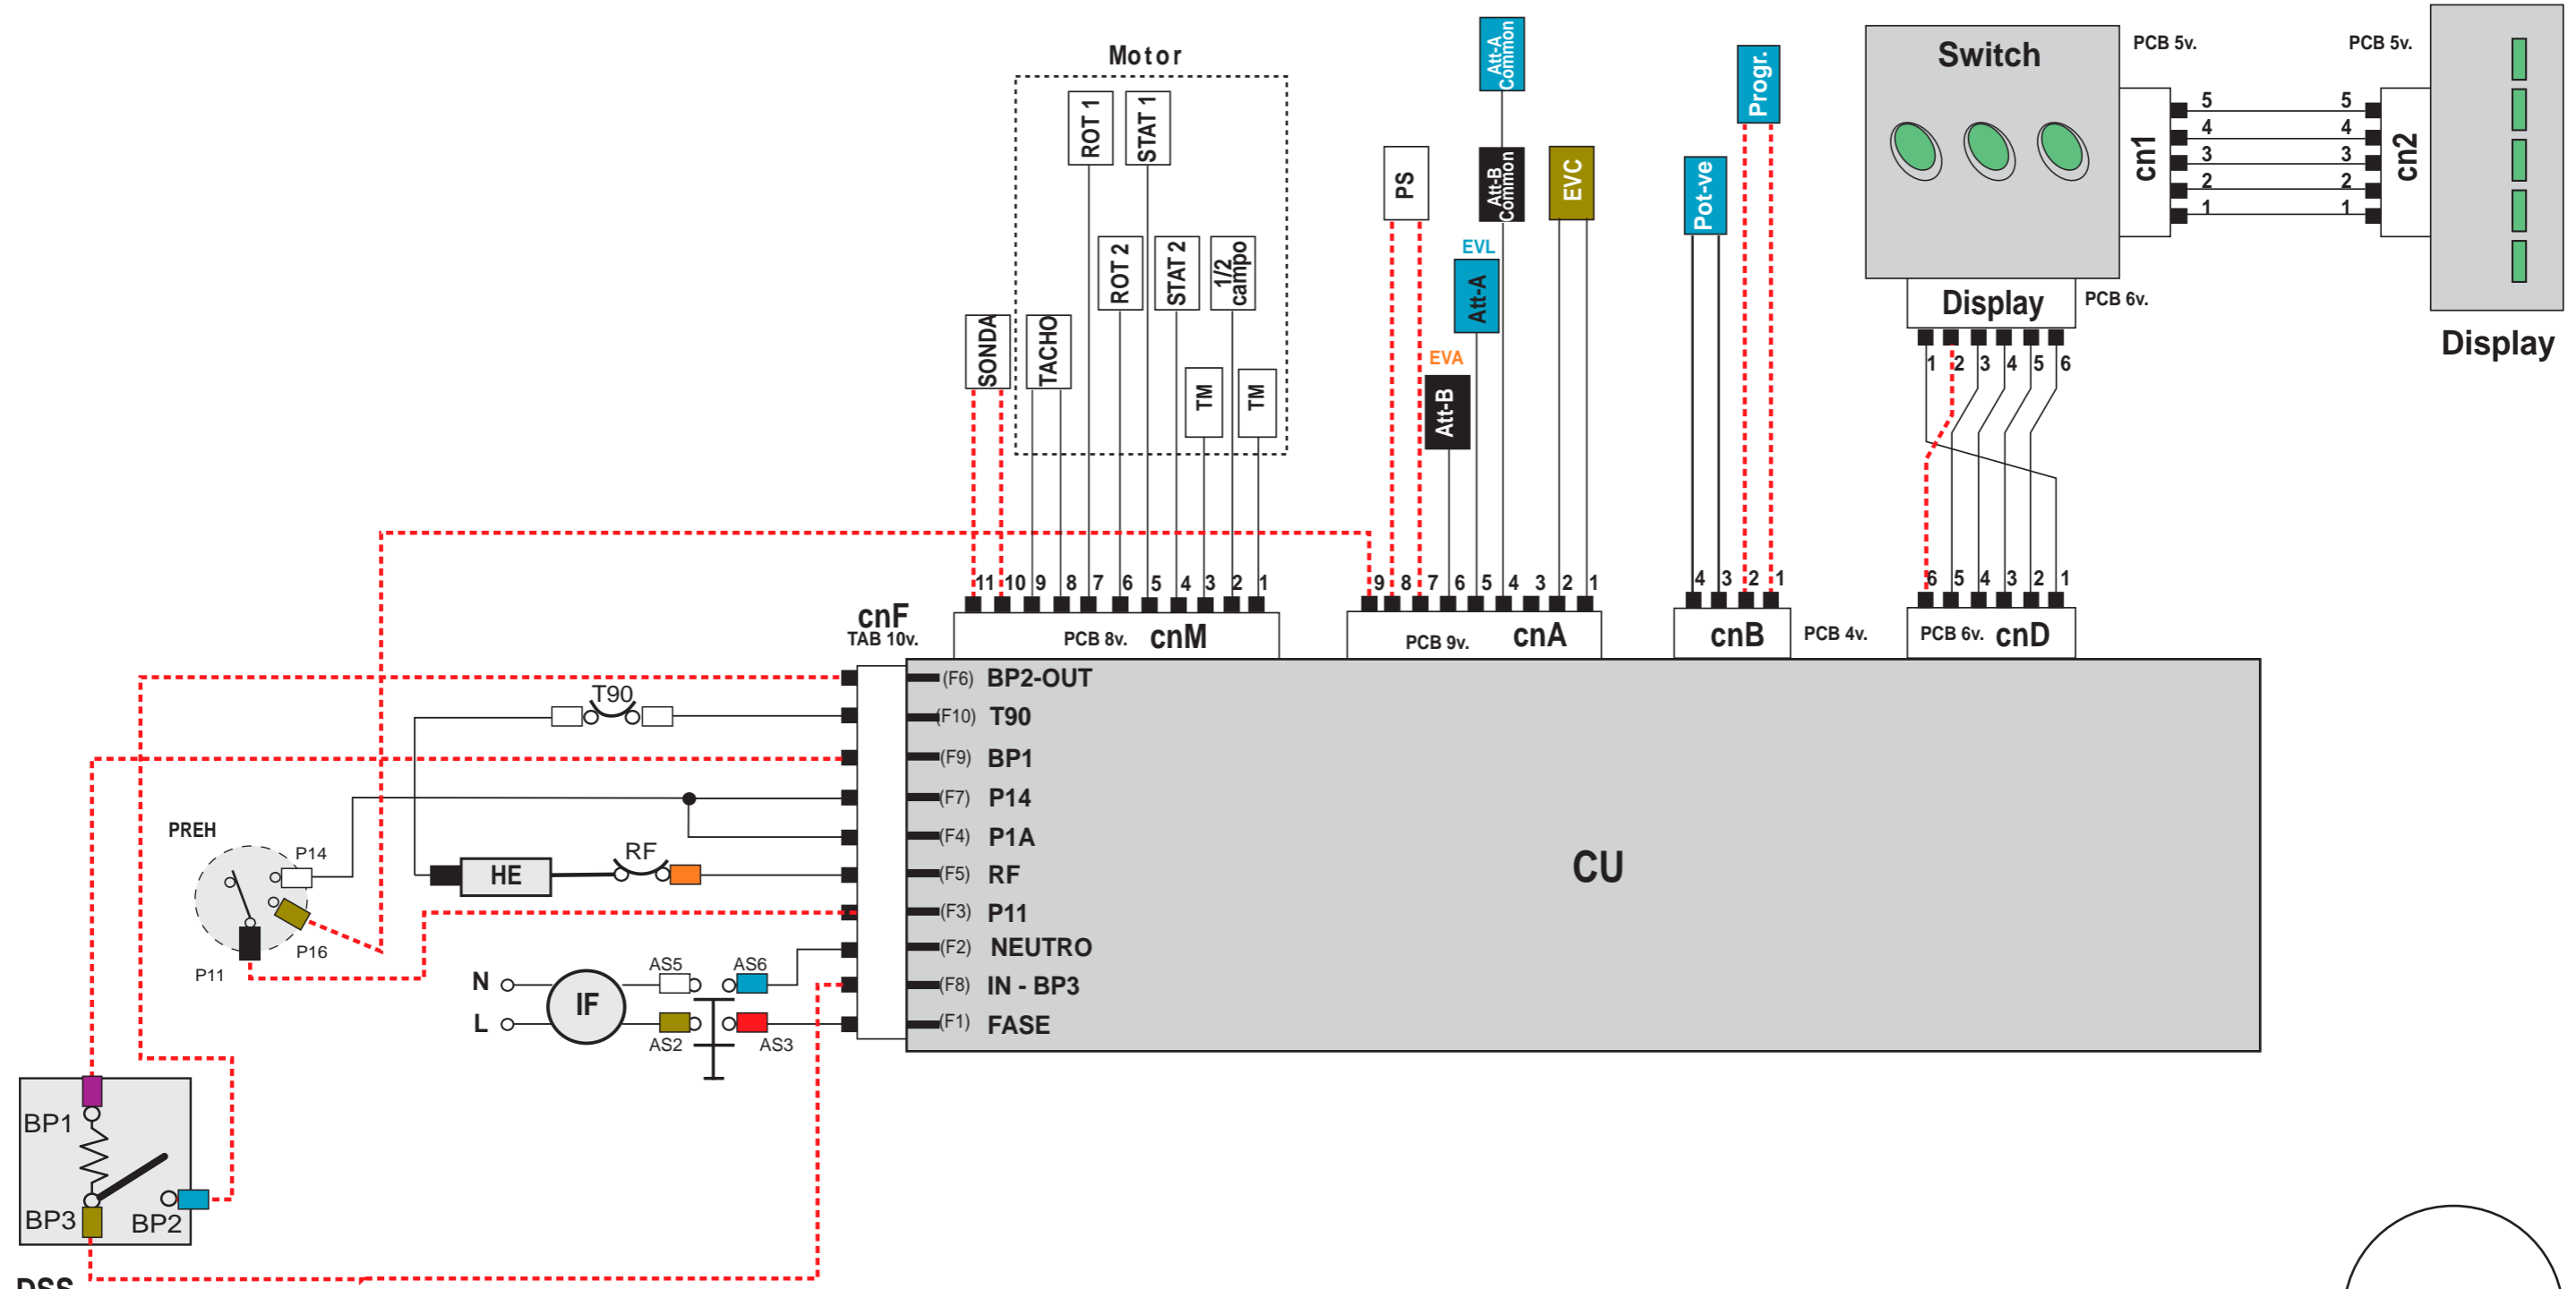 Motor
ROT 1
STAT 1
ROT 2
STAT 2
1/2
campo
SONDA
TACHO
TM
TM
PS
Att-A
Common
Att-B
Common
EVC
EVL
Att-A
EVA
Att-B
Pot-ve
Progr.
Switch
PCB 5v.
PCB 5v.
cn1
5 5
4 4
3 3
2 2
1 1
cn2
Display
PCB 6v.
Display
1 2 3 4 5 6
11 10 9 8 7 6 5 4 3 2 1
9 8 7 6 5 4 3 2 1
4 3 2 1
6 5 4 3 2 1
cnF
TAB 10v.
PCB 8v. cnM
PCB 9v. cnA
cnB PCB 4v.
PCB 6v. cnD
(F6) BP2-OUT
T90
(F10) T90
(F9) BP1
(F7) P14
(F4) P1A
RF
HE
(F5) RF
(F3) P11
(F2) NEUTRO
(F8) IN - BP3
(F1) FASE
CU
PREH
P14
P16
P11
N
L
IF
AS5
AS6
AS2
AS3
BP1
BP3
BP2
DSS